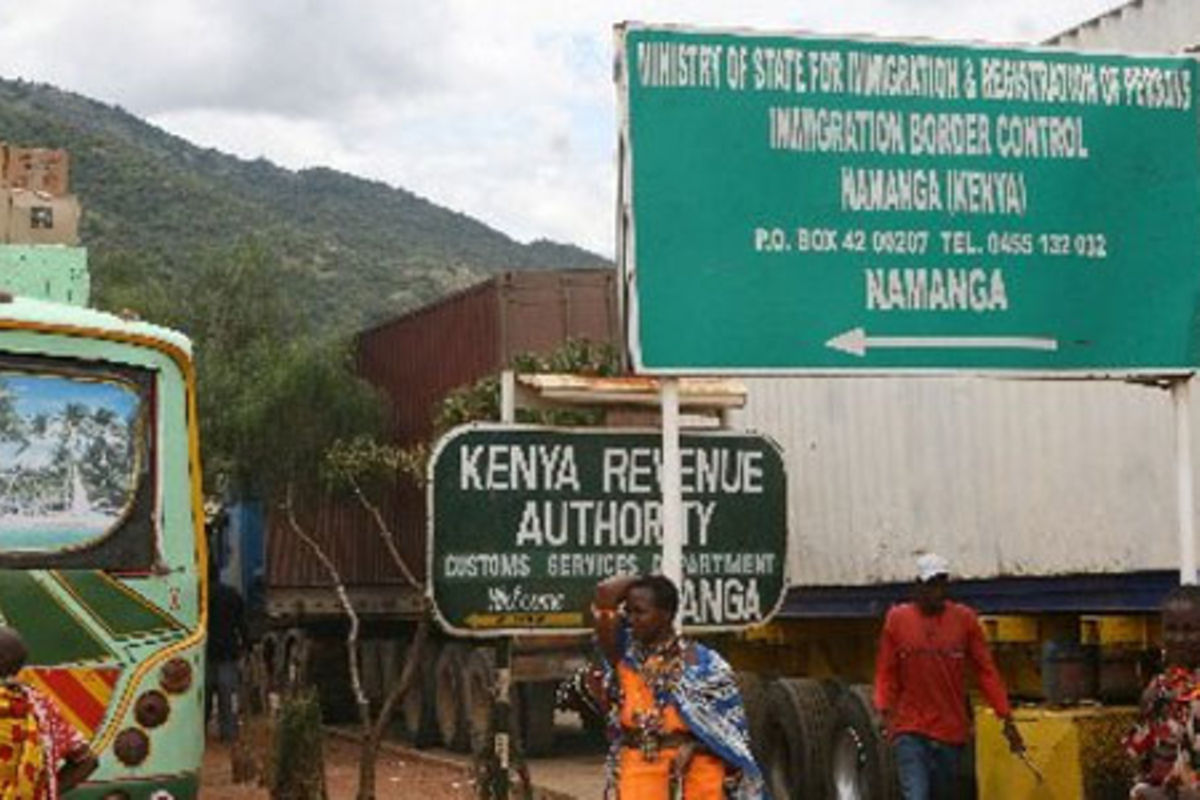 MINISTRY OF STATE FOR IMMIGRATION & REGISTRATION OF PERSONS
IMMIGRATION BORDER CONTROL
NAMANGA (KENYA)
P.O. BOX 42 00207 TEL. 0455 132 032
NAMANGA
KENYA REVENUE
AUTHORITY
CUSTOMS SERVICES DEPARTMENT
Welcome
ANGA